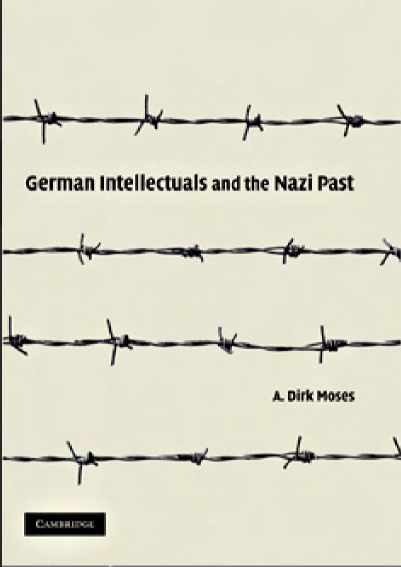 German Intellectuals and the Nazi Past
A. Dirk Moses
CAMBRIDGE